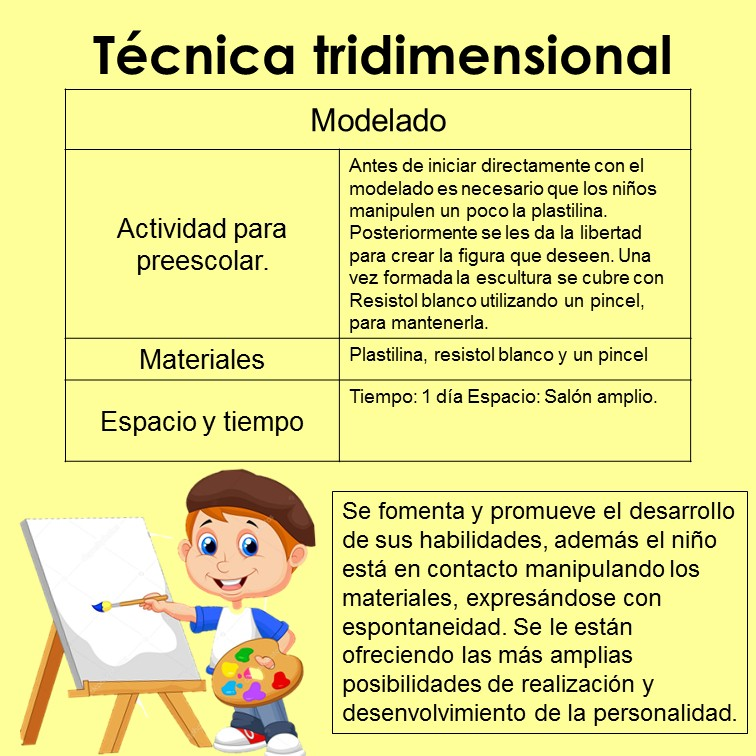 Técnica tridimensional
Modelado
Actividad para
preescolar.
Antes de iniciar directamente con el
modelado es necesario que los niños
manipulen un poco la plastilina.
Posteriormente se les da la libertad
para crear la figura que deseen. Una
vez formada la escultura se cubre con
Resistol blanco utilizando un pincel,
para mantenerla.
Materiales
Plastilina, resistol blanco y un pincel
Espacio y tiempo
Tiempo: 1 día Espacio: Salón amplio.
Se fomenta y promueve el desarrollo
de sus habilidades, además el niño
está en contacto manipulando los
materiales, expresándose con
espontaneidad. Se le están
ofreciendo las más amplias
posibilidades de realización y
desenvolvimiento de la personalidad.